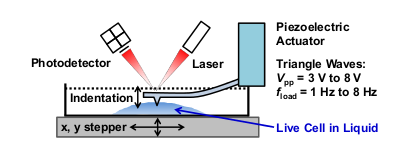 Photodetector
Laser
Piezoelectric
Actuator
Triangle Waves:
Vpp = 3 V to 8 V
fload = 1 Hz to 8 Hz
Indentation
Live Cell in Liquid
x, y stepper